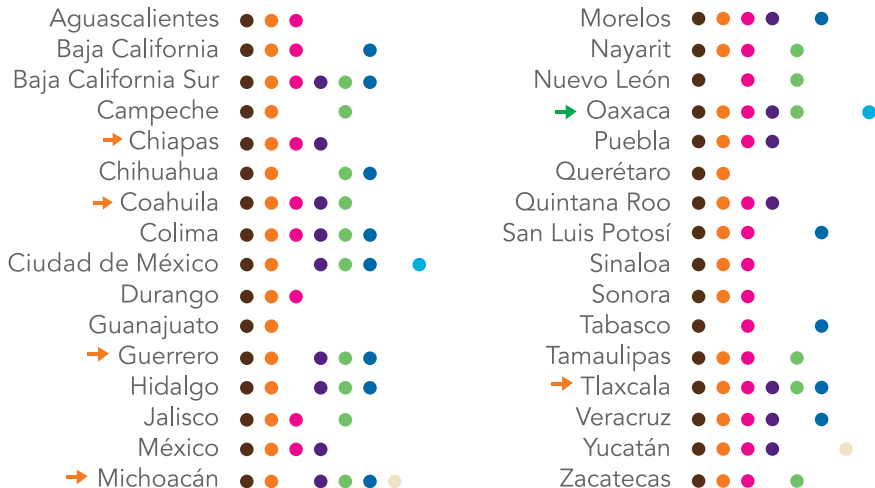 Aguascalientes
Baja California
Baja California Sur
Campeche
Chiapas
Chihuahua
Coahuila
Colima
Ciudad de México
Durango
Guanajuato
Guerrero
Hidalgo
Jalisco
México
Michoacán
Morelos
Nayarit
Nuevo León
Oaxaca
Puebla
Querétaro
Quintana Roo
San Luis Potosí
Sinaloa
Sonora
Tabasco
Tamaulipas
Tlaxcala
Veracruz
Yucatán
Zacatecas